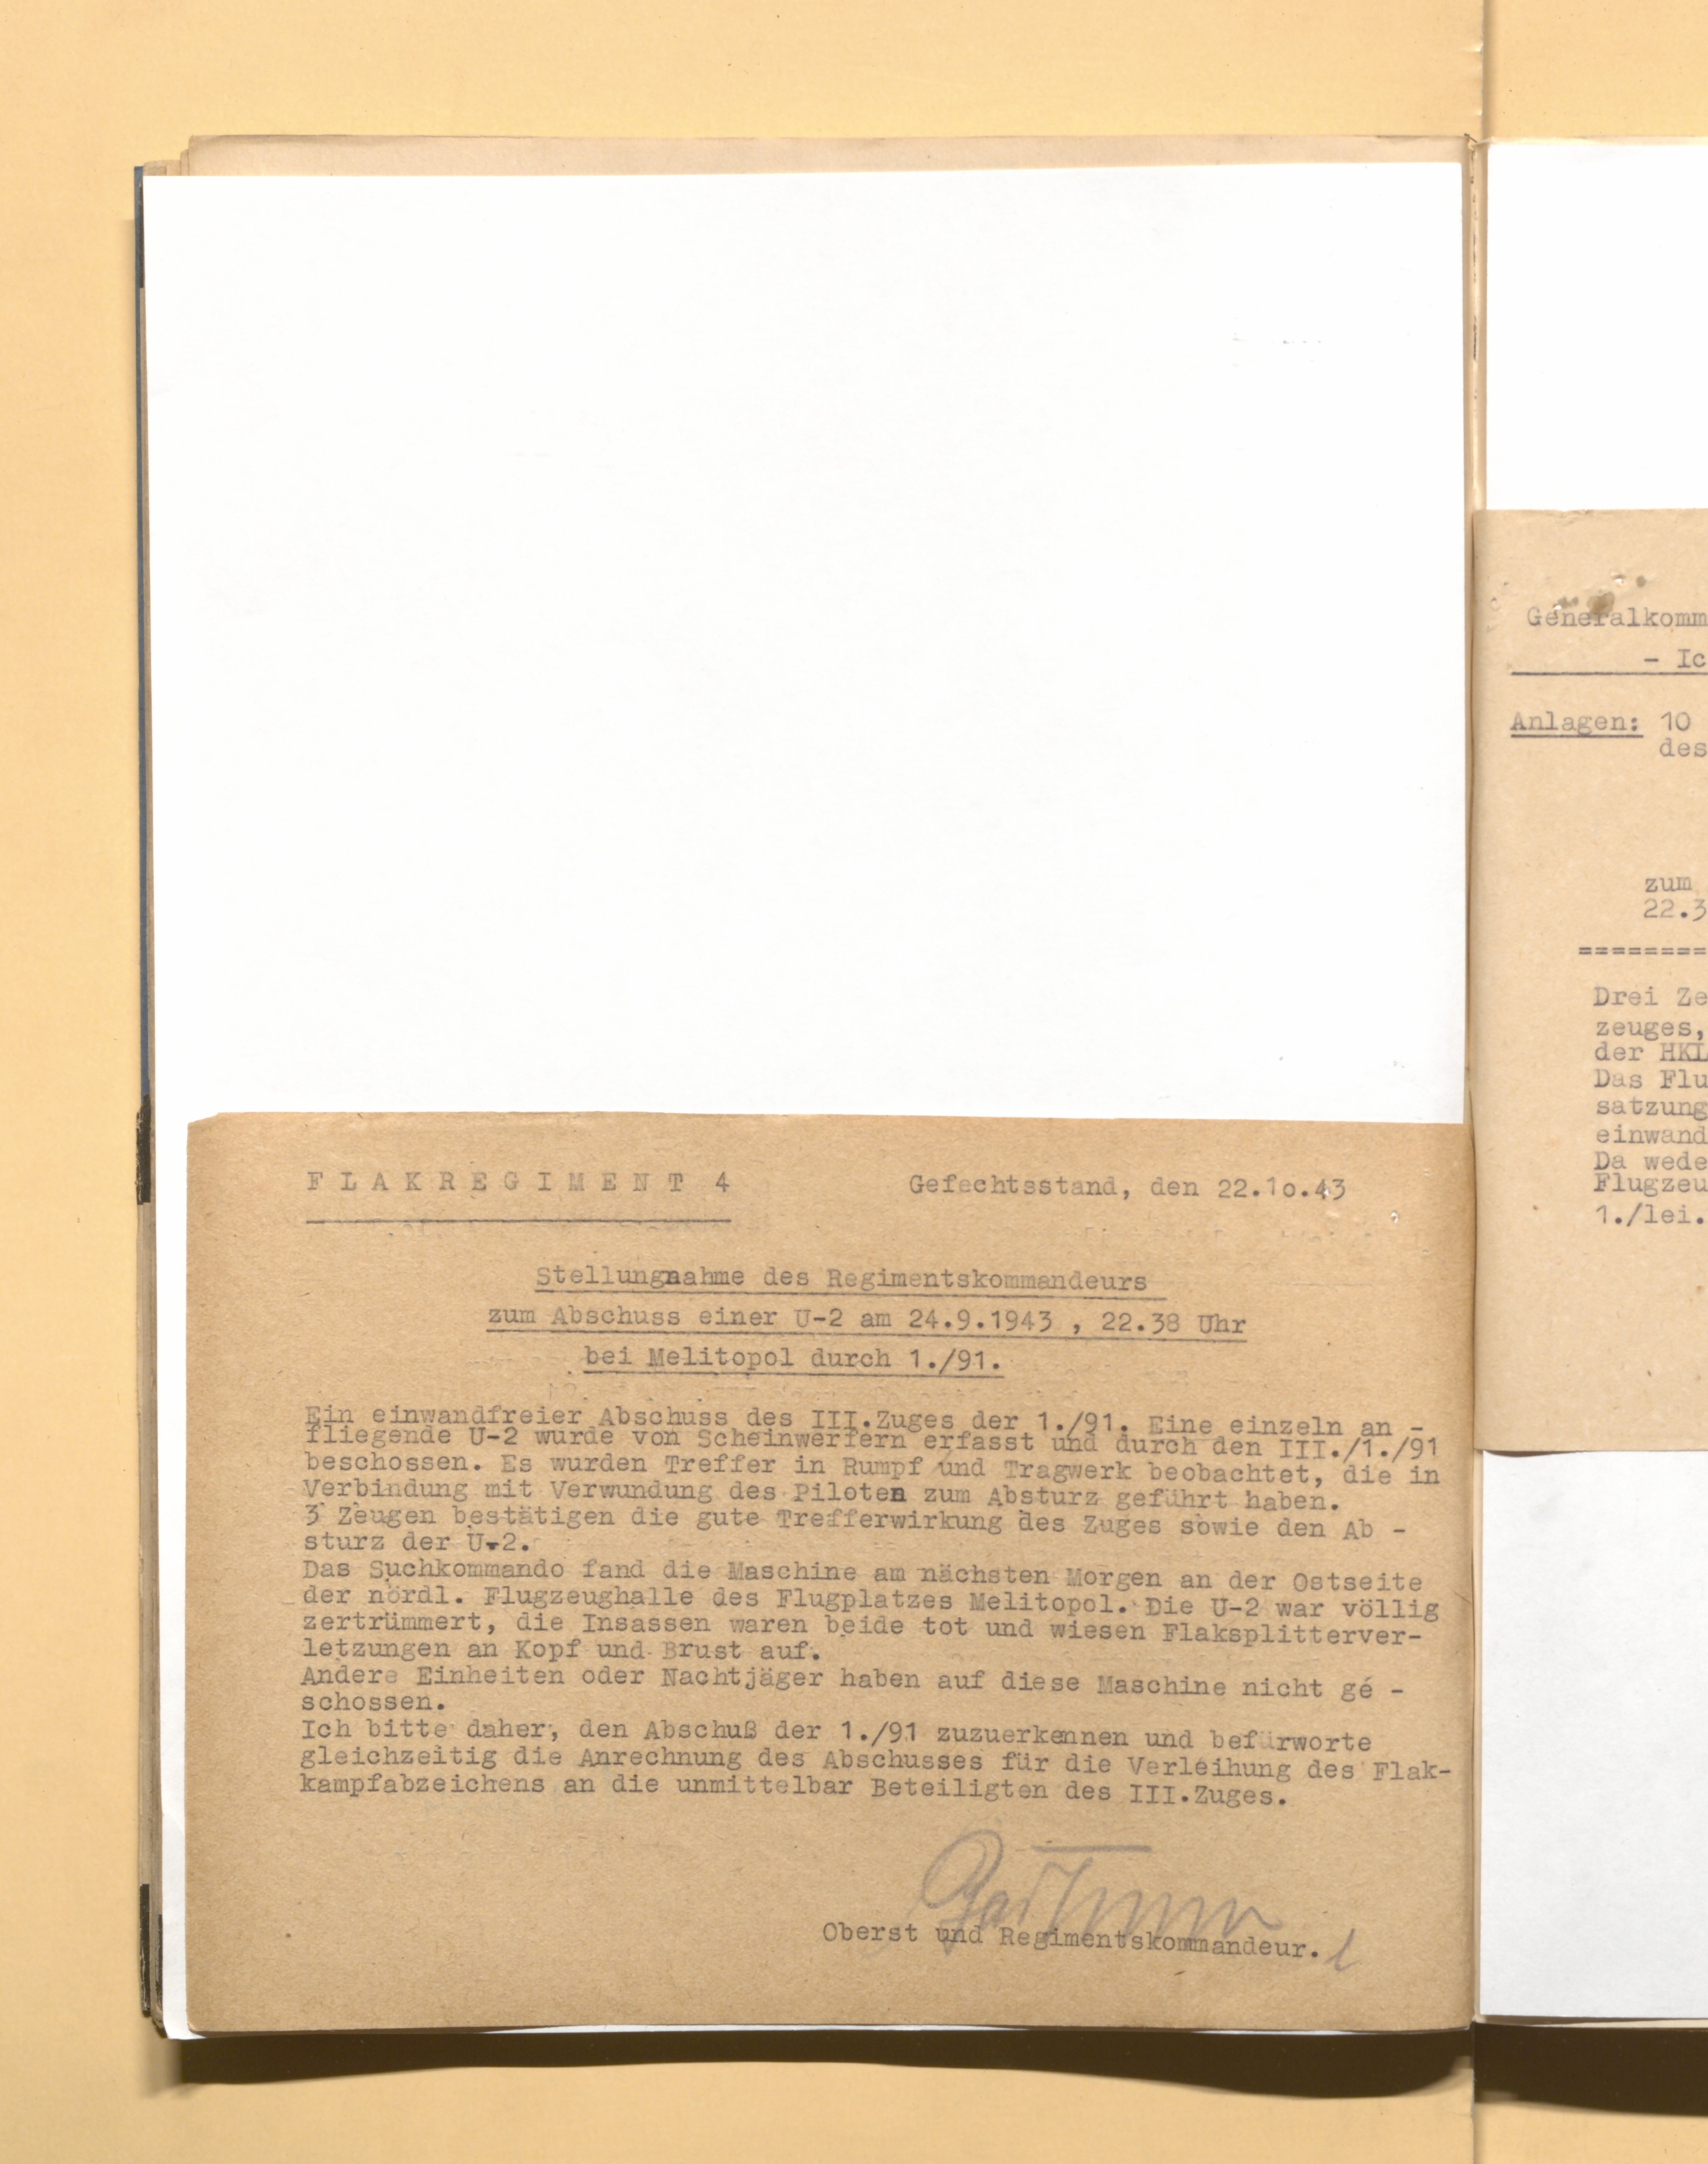 FLAKREGIMENT 4
Gefechtsstand, den 22.1o.43
Stellungnahme des Regimentskommandeurs
zum Abschuss einer U-2 am 24.9.1943 , 22.38 Uhr
bei Melitopol durch 1./91.
Ein einwandfreier Abschuss des III.Zuges der 1./91. Eine einzeln an -
fliegende U-2 wurde von Scheinwerfern erfasst und durch den III./1./91
beschossen. Es wurden Treffer in Rumpf und Tragwerk beobachtet, die in
Verbindung mit Verwundung des Piloten zum Absturz geführt haben.
3 Zeugen bestätigen die gute Trefferwirkung des Zuges sowie den Ab -
sturz der U-2.
Das Suchkommando fand die Maschine am nächsten Morgen an der Ostseite
der nördl. Flugzeughalle des Flugplatzes Melitopol. Die U-2 war völlig
zertrümmert, die Insassen waren beide tot und wiesen Flaksplitterver-
letzungen an Kopf und Brust auf.
Andere Einheiten oder Nachtjäger haben auf diese Maschine nicht ge -
schossen.
Ich bitte daher, den Abschuß der 1./91 zuzuerkennen und befürworte
gleichzeitig die Anrechnung des Abschusses für die Verleihung des Flak-
kampfabzeichens an die unmittelbar Beteiligten des III.Zuges.
Oberst und Regimentskommandeur.
Generalkomm
- Ic
Anlagen: 10
des
zum
22.3
========
Drei Ze
zeuges,
der HKL
Das Flu
satzung
einwand
Da wede
Flugzeu
1./lei.